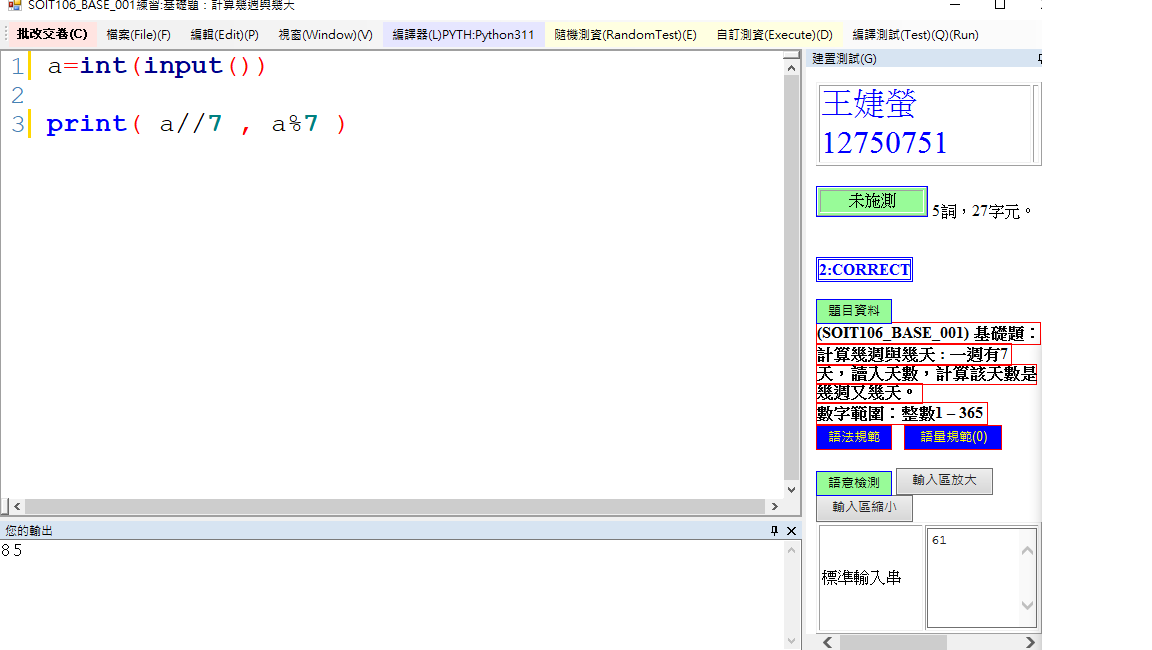 SOIT106_BASE_001練習:基礎題：計算幾週與幾天
批改交卷(C) 檔案(File)(F) 編輯(Edit)(P) 視窗(Window)(V) 編譯器(L)PYTH:Python311 隨機測資(RandomTest)(E) 自訂測資(Execute)(D) 編譯測試(Test)(Q)(Run)
1 a=int(input())
2
3 print( a//7 , a%7 )
您的輸出
85
建置測試(G)
王婕螢
12750751
未施測 5詞，27字元。
2:CORRECT
題目資料
(SOIT106_BASE_001) 基礎題：
計算幾週與幾天 : 一週有7
天，讀入天數，計算該天數是
幾週又幾天。
數字範圍：整數1 – 365
語法規範 語量規範(0)
語意檢測 輸入區放大
輸入區縮小
標準輸入串 61